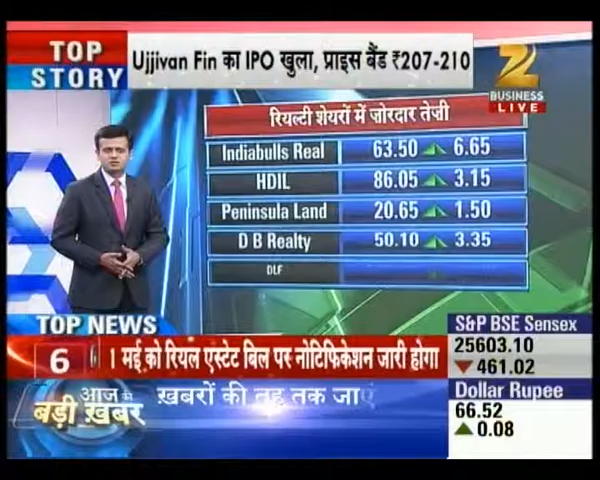 TOP STORY
Ujjivan Fin का IPO खुला, प्राइस बैंड ₹207-210
Z BUSINESS LIVE
रियल्टी शेयरों में जोरदार तेजी
Indiabulls Real 63.50 ▲ 6.65
HDIL 86.05 ▲ 3.15
Peninsula Land 20.65 ▲ 1.50
D B Realty 50.10 ▲ 3.35
DLF
TOP NEWS
6 1 मई को रियल एस्टेट बिल पर नोटिफिकेशन जारी होगा
आज की बड़ी ख़बर ख़बरों की तह तक जाएं
S&P BSE Sensex
25603.10
▼ 461.02
Dollar Rupee
66.52
▲ 0.08